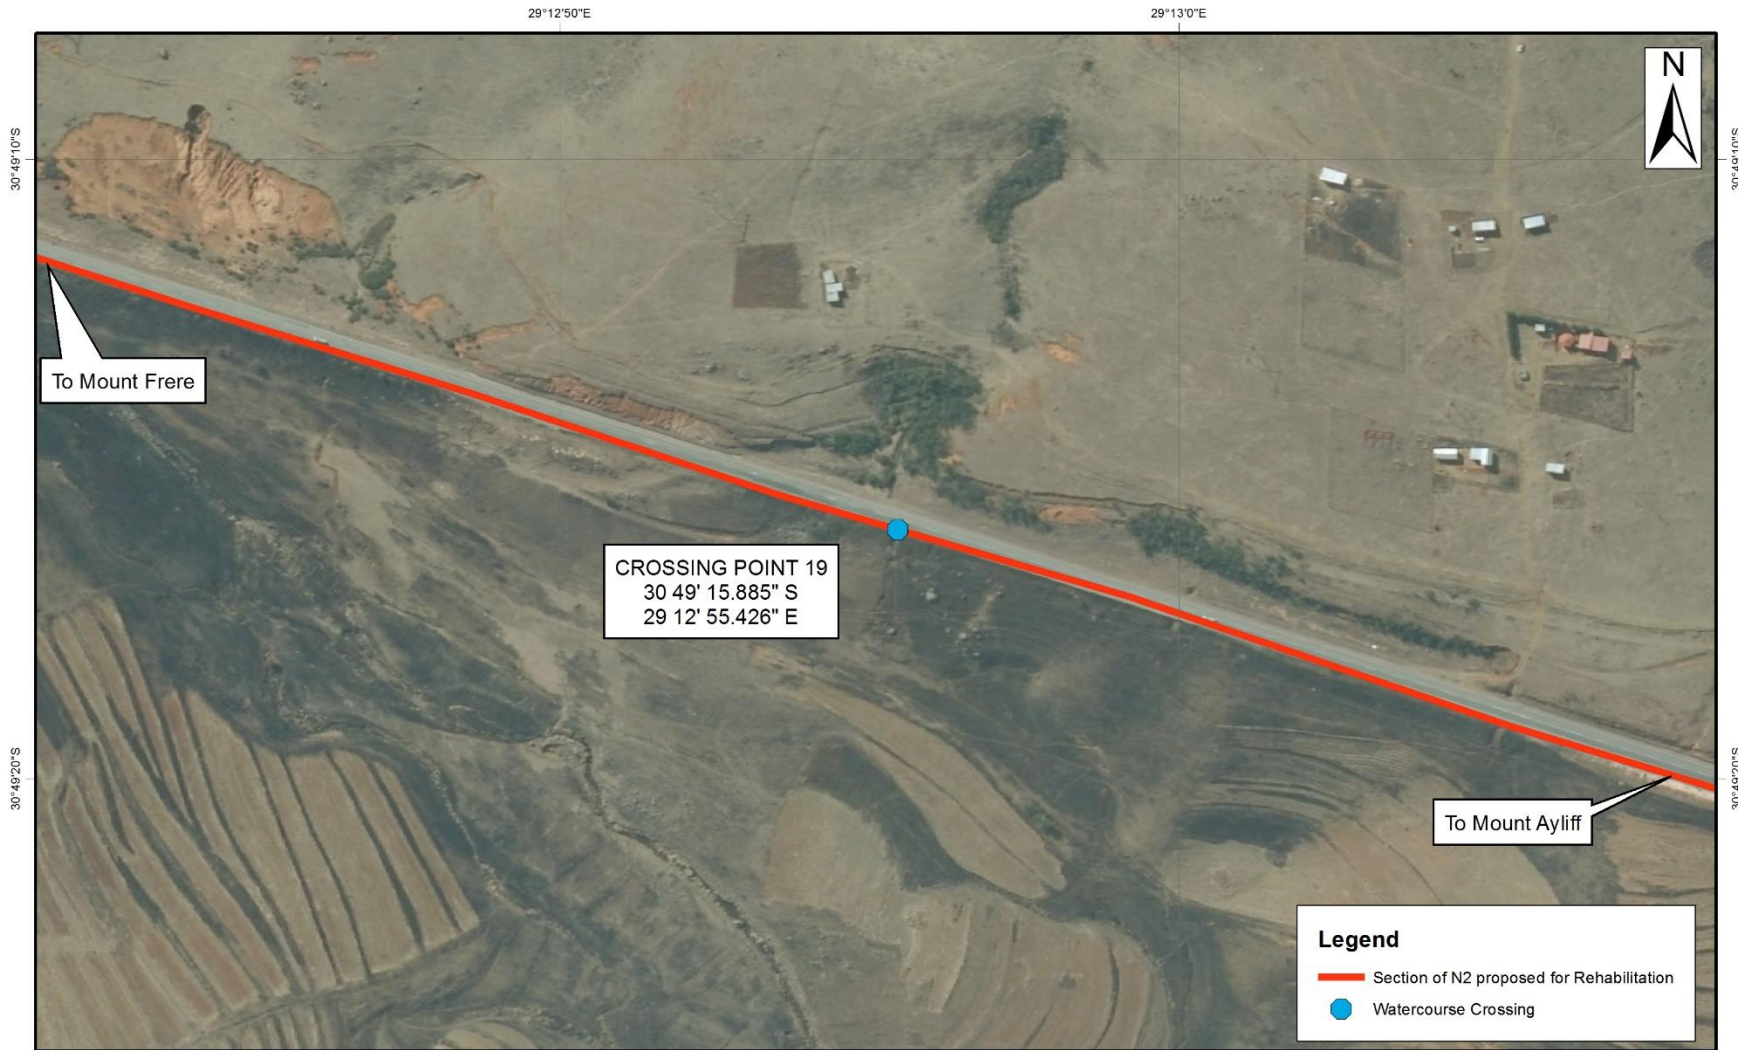 29°12'50"E
29°13'0"E
N
30°49'10"S
30°49'10"S
To Mount Frere
CROSSING POINT 19
30 49' 15.885" S
29 12' 55.426" E
30°49'20"S
30°49'20"S
To Mount Ayliff
Legend
Section of N2 proposed for Rehabilitation
Watercourse Crossing